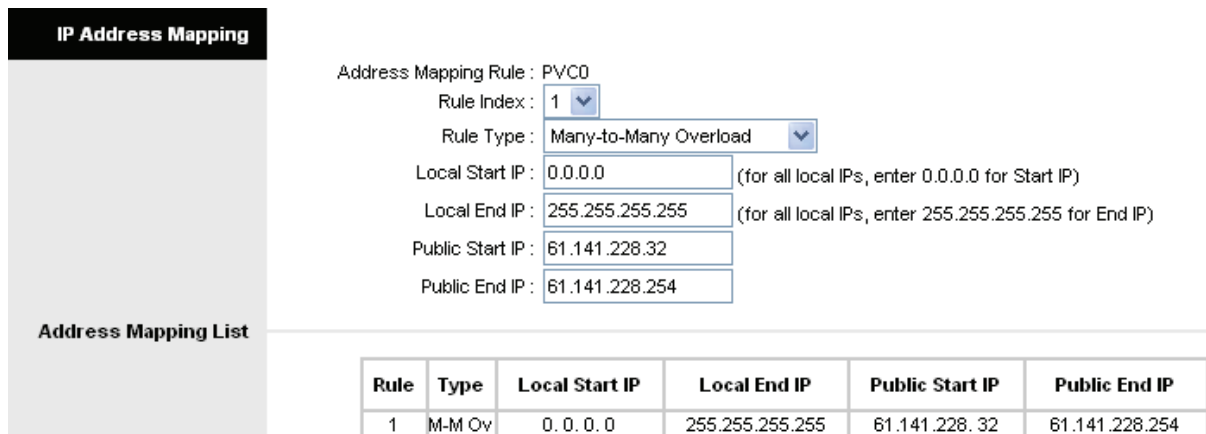 IP Address Mapping
Address Mapping Rule : PVC0
Rule Index : 1
Rule Type : Many-to-Many Overload
Local Start IP : 0.0.0.0 (for all local IPs, enter 0.0.0.0 for Start IP)
Local End IP : 255.255.255.255 (for all local IPs, enter 255.255.255.255 for End IP)
Public Start IP : 61.141.228.32
Public End IP : 61.141.228.254
Address Mapping List
Rule Type Local Start IP Local End IP Public Start IP Public End IP
1 M-M Ov 0. 0. 0. 0 255.255.255.255 61.141.228. 32 61.141.228.254